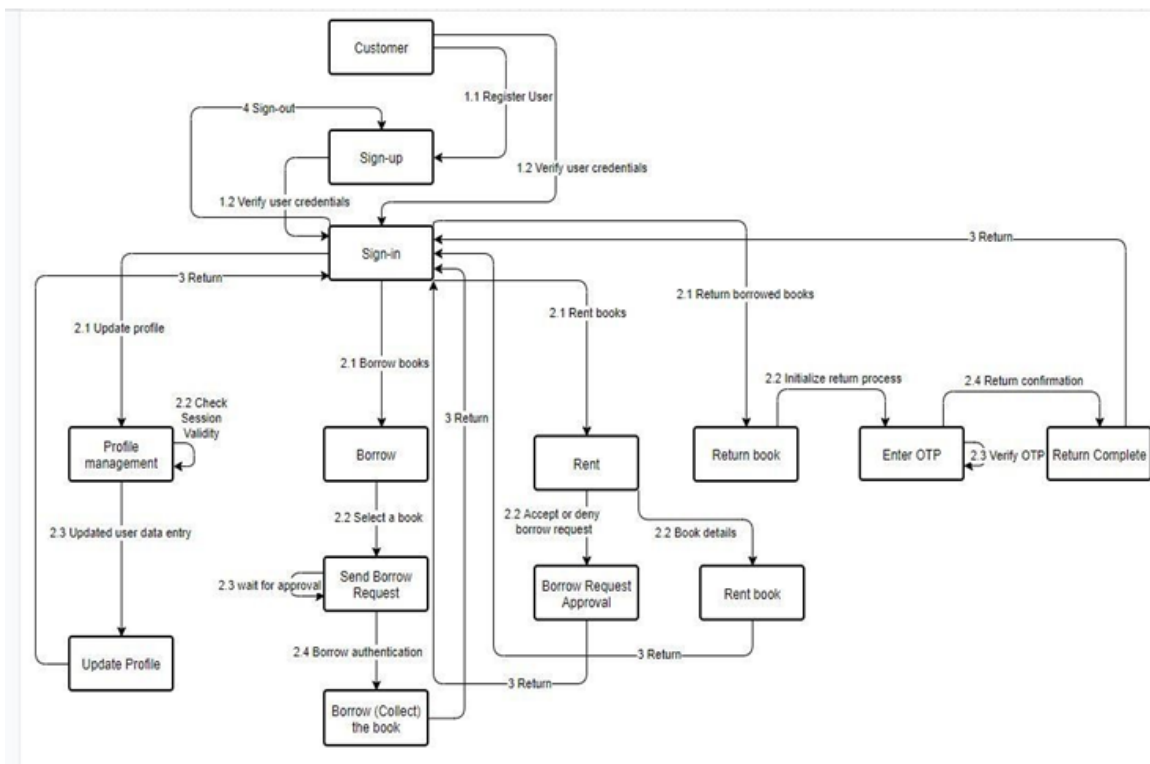 Customer
1.1 Register User
4 Sign-out
Sign-up
1.2 Verify user credentials
1.2 Verify user credentials
Sign-in
3 Return
3 Return
2.1 Return borrowed books
2.1 Rent books
2.1 Update profile
2.1 Borrow books
2.2 Initialize return process
2.4 Return confirmation
2.2 Check
Session
Validity
3 Return
Profile
management
Borrow
Rent
Return book
Enter OTP
2.3 Verify OTP
Return Complete
2.2 Select a book
2.2 Accept or deny
borrow request
2.3 Updated user data entry
2.2 Book details
2.3 wait for approval
Send Borrow
Request
Borrow Request
Approval
Rent book
2.4 Borrow authentication
3 Return
Update Profile
3 Return
Borrow (Collect)
the book